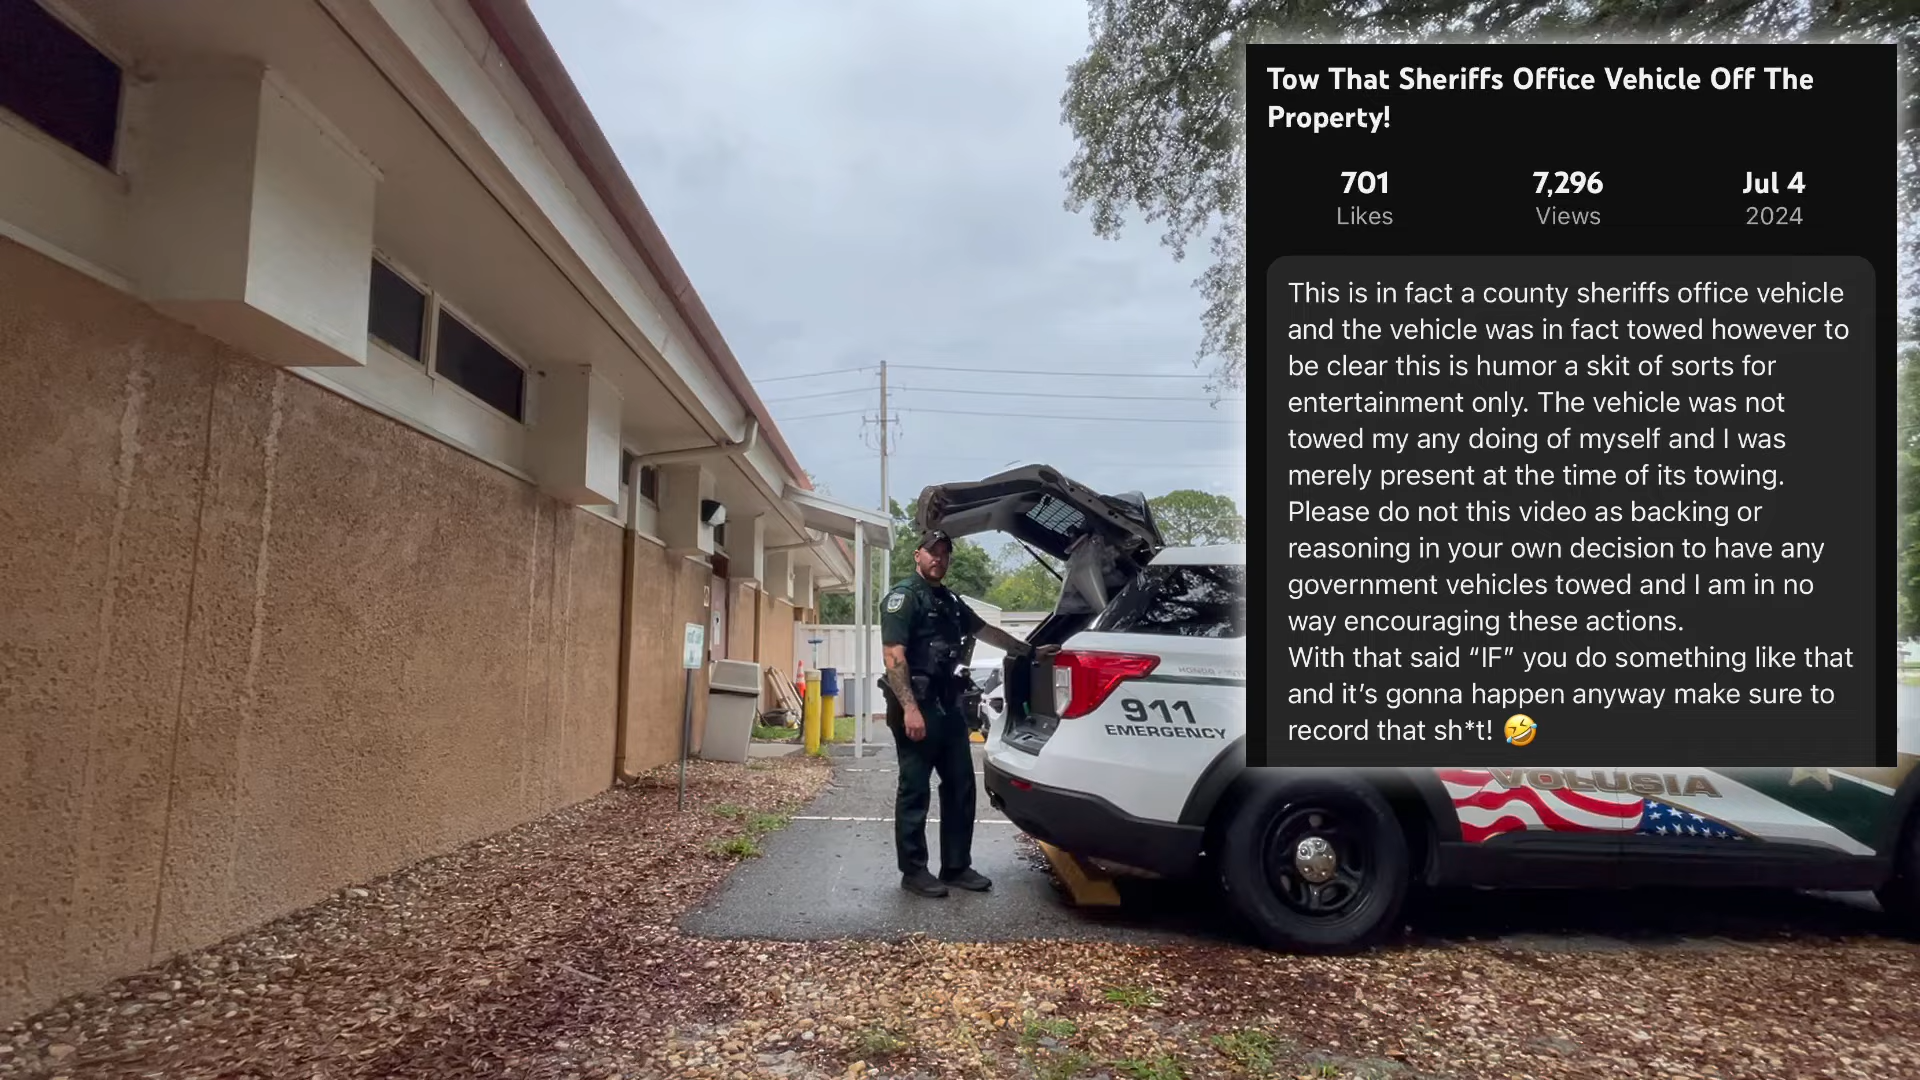 Tow That Sheriffs Office Vehicle Off The
Property!
701
Likes
7,296
Views
Jul 4
2024
This is in fact a county sheriffs office vehicle
and the vehicle was in fact towed however to
be clear this is humor a skit of sorts for
entertainment only. The vehicle was not
towed my any doing of myself and I was
merely present at the time of its towing.
Please do not this video as backing or
reasoning in your own decision to have any
government vehicles towed and I am in no
way encouraging these actions.
With that said “IF” you do something like that
and it’s gonna happen anyway make sure to
record that sh*t! 🤣
911
EMERGENCY
VOLUSIA